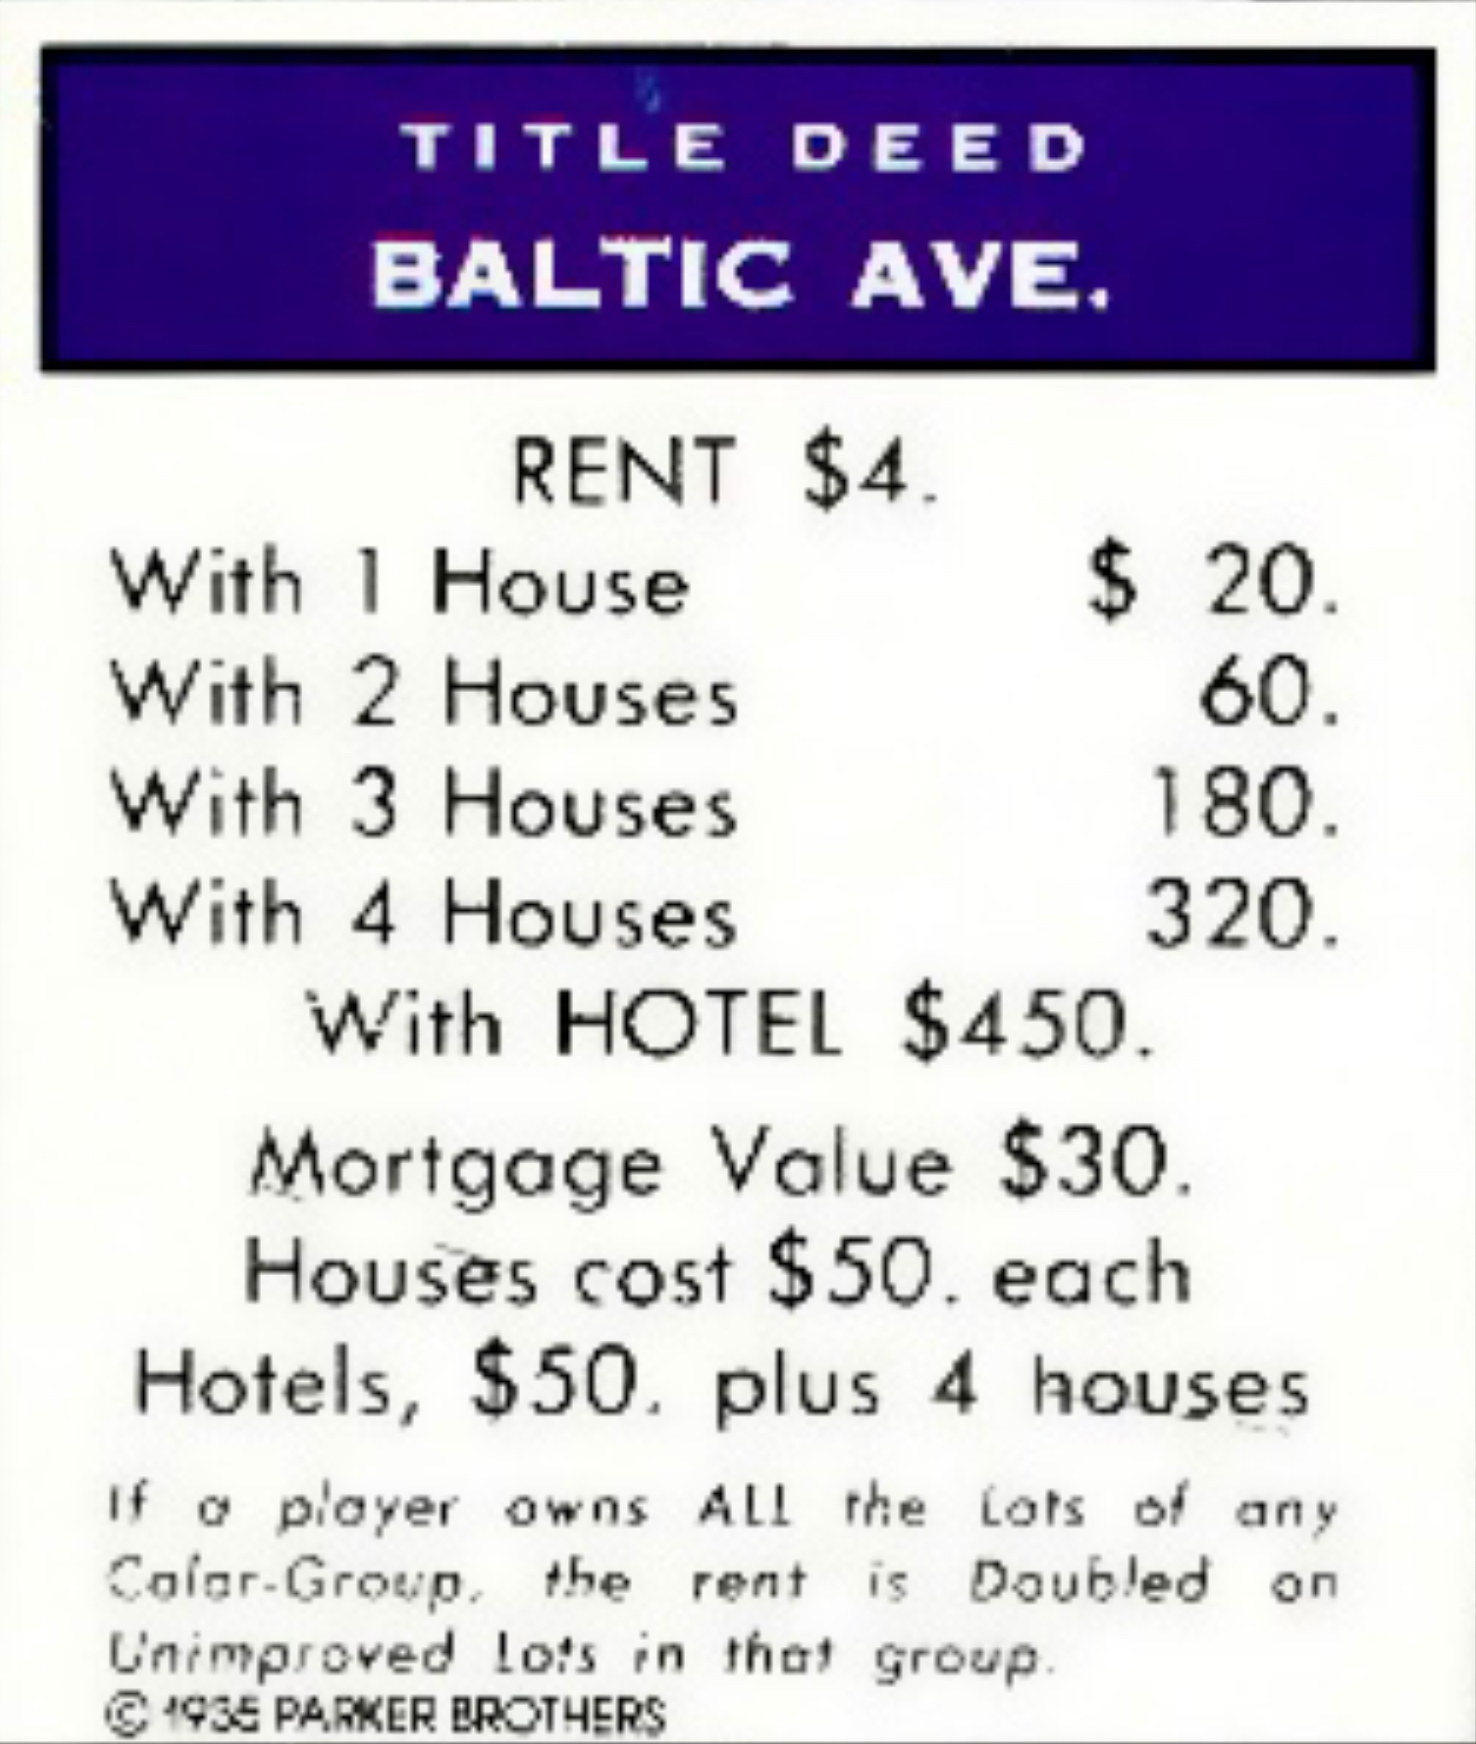 TITLE DEED
BALTIC AVE.
RENT $4.
With 1 House $ 20.
With 2 Houses 60.
With 3 Houses 180.
With 4 Houses 320.
With HOTEL $450.
Mortgage Value $30.
Houses cost $50. each
Hotels, $50. plus 4 houses
If a player owns ALL the Lots of any
Color-Group, the rent is Doubled on
Unimproved Lots in that group.
© 1935 PARKER BROTHERS